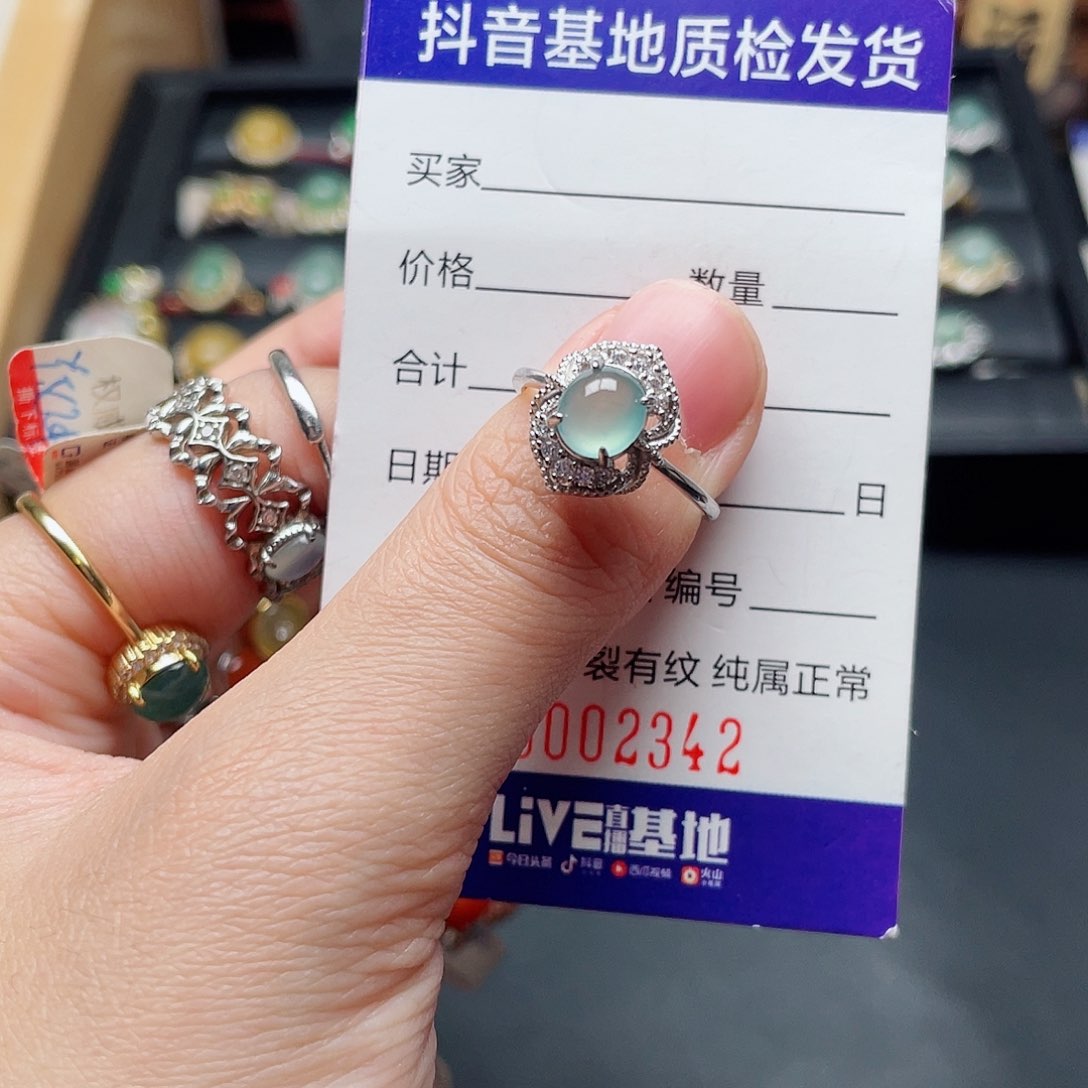 抖音基地质检发货
买家
价格 数量
合计
日期 日
编号
裂有纹 纯属正常
002342
LiVE直播基地
今日头条 抖音 西瓜视频 火山